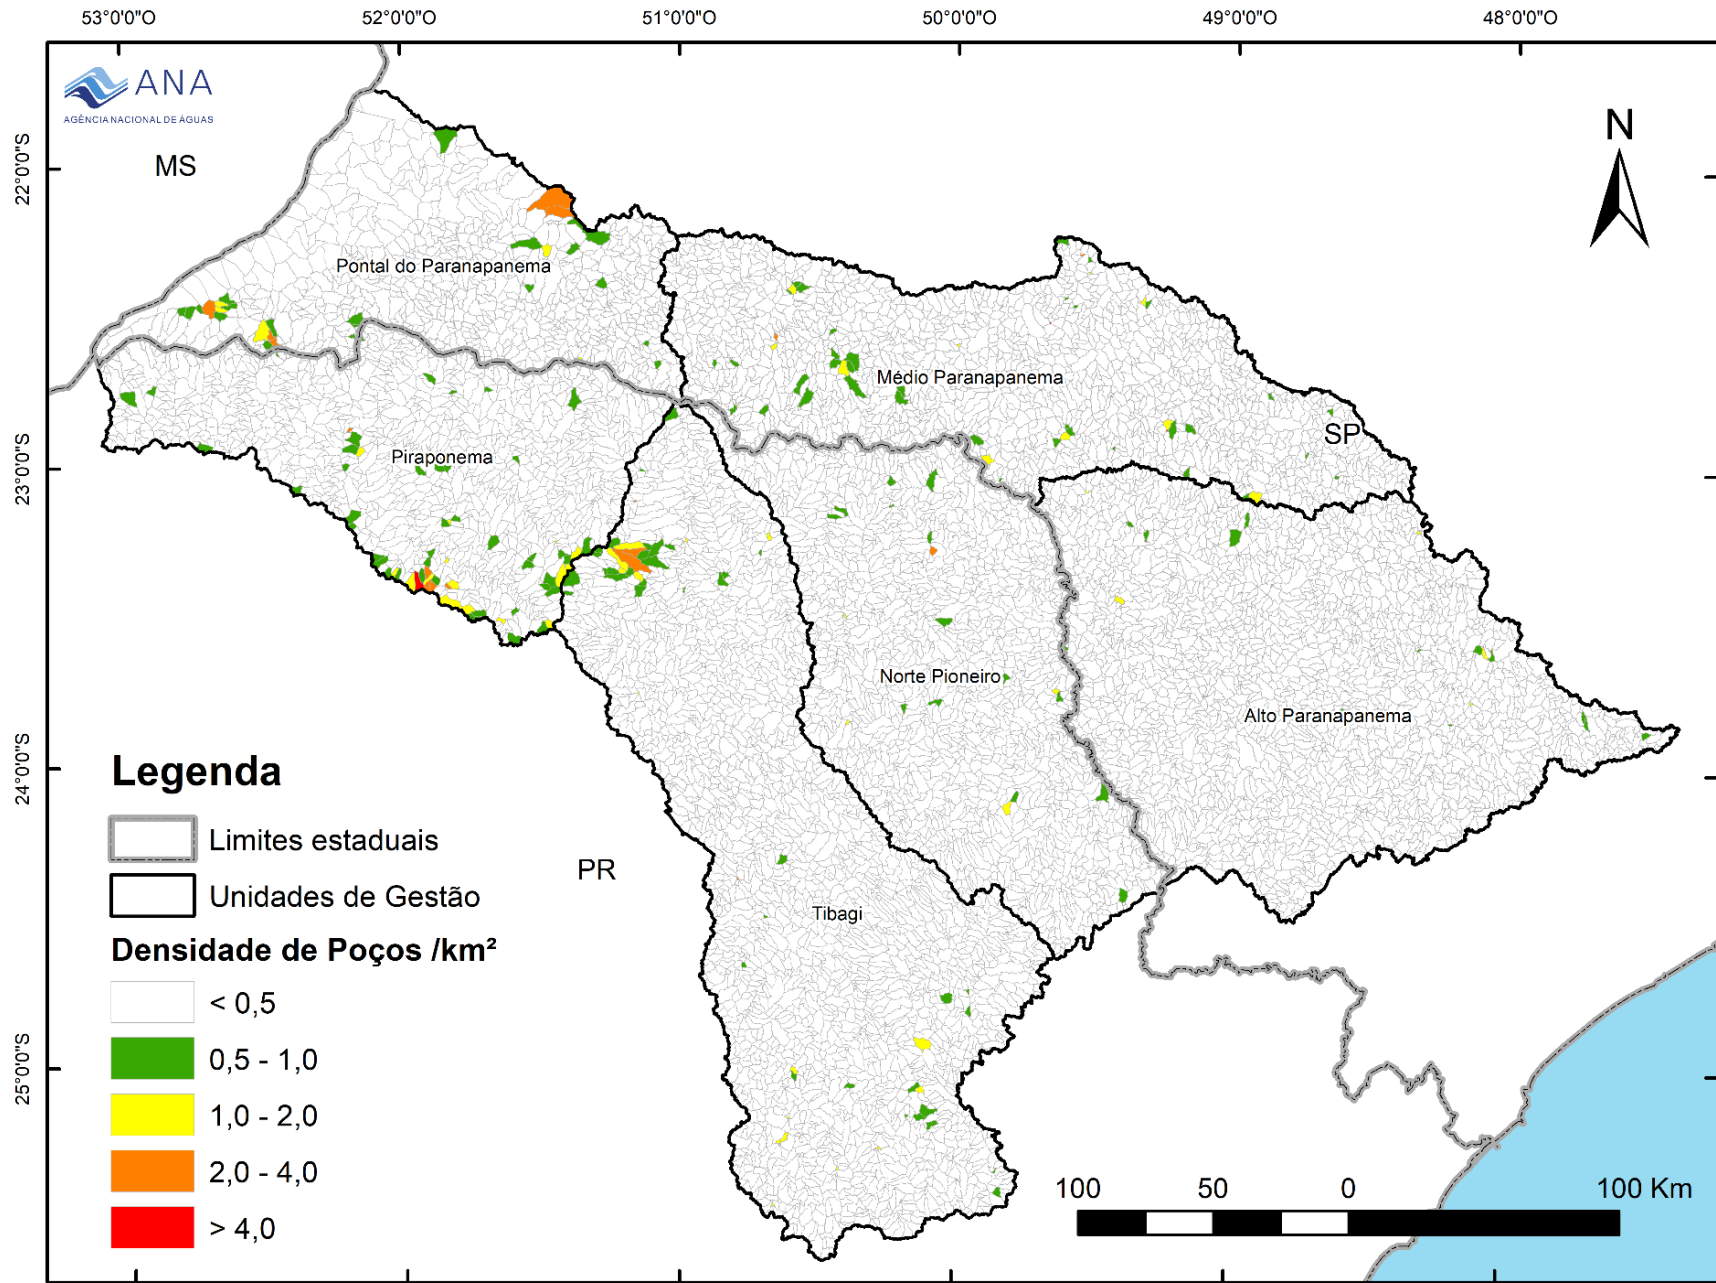 53°0'0"O
52°0'0"O
51°0'0"O
50°0'0"O
49°0'0"O
48°0'0"O
ANA
AGÊNCIA NACIONAL DE ÁGUAS
N
MS
22°0'0"S
Pontal do Paranapanema
Médio Paranapanema
SP
Piraponema
23°0'0"S
Norte Pioneiro
Alto Paranapanema
24°0'0"S
PR
Tibagi
25°0'0"S
Legenda
Limites estaduais
Unidades de Gestão
Densidade de Poços /km²
< 0,5
0,5 - 1,0
1,0 - 2,0
2,0 - 4,0
> 4,0
100 50 0 100 Km